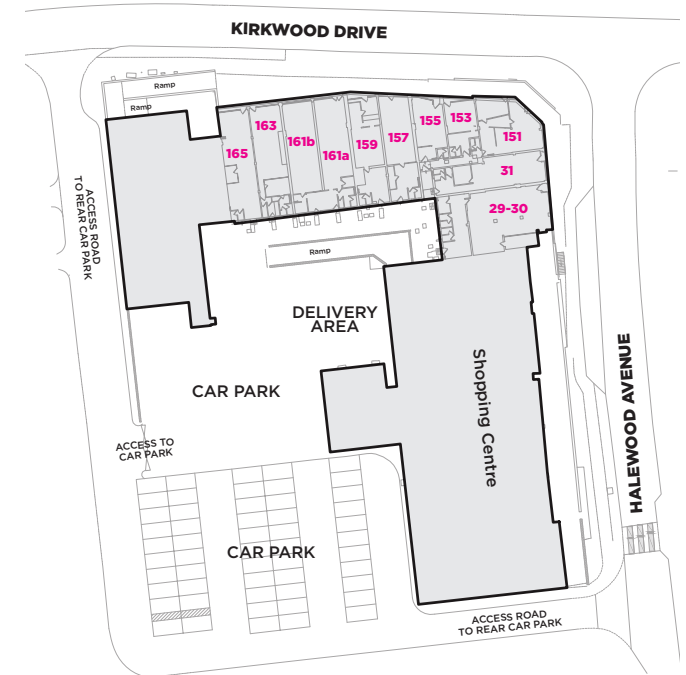 KIRKWOOD DRIVE
Ramp
Ramp
163
165
161b
161a
159
157
155
153
151
31
29-30
ACCESS ROAD
TO REAR CAR PARK
Ramp
DELIVERY
AREA
CAR PARK
Shopping Centre
HALEWOOD AVENUE
ACCESS TO
CAR PARK
CAR PARK
ACCESS ROAD
TO REAR CAR PARK